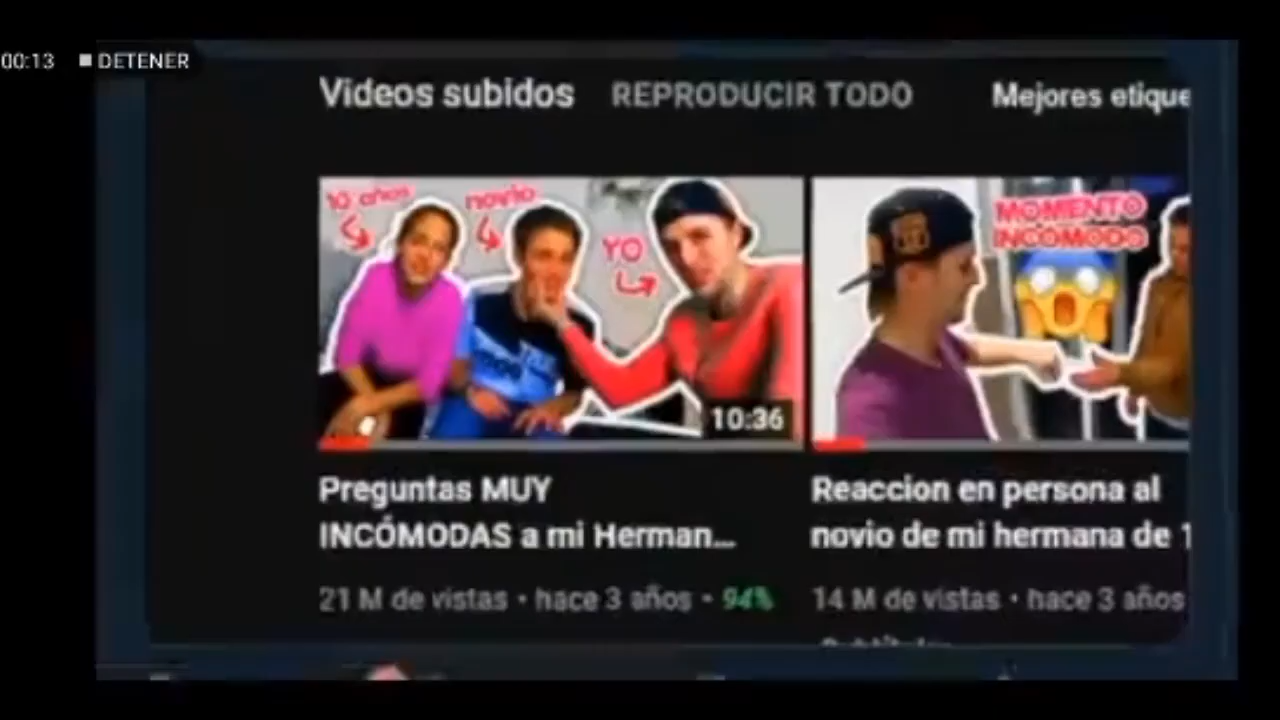 00:13 DETENER
Videos subidos REPRODUCIR TODO Mejores etique
10 años novio
YO
MOMENTO
INCOMODO
10:36
Preguntas MUY
INCÓMODAS a mi Herman...
21 M de vistas • hace 3 años • 94%
Reaccion en persona al
novio de mi hermana de 1
14 M de vistas • hace 3 años